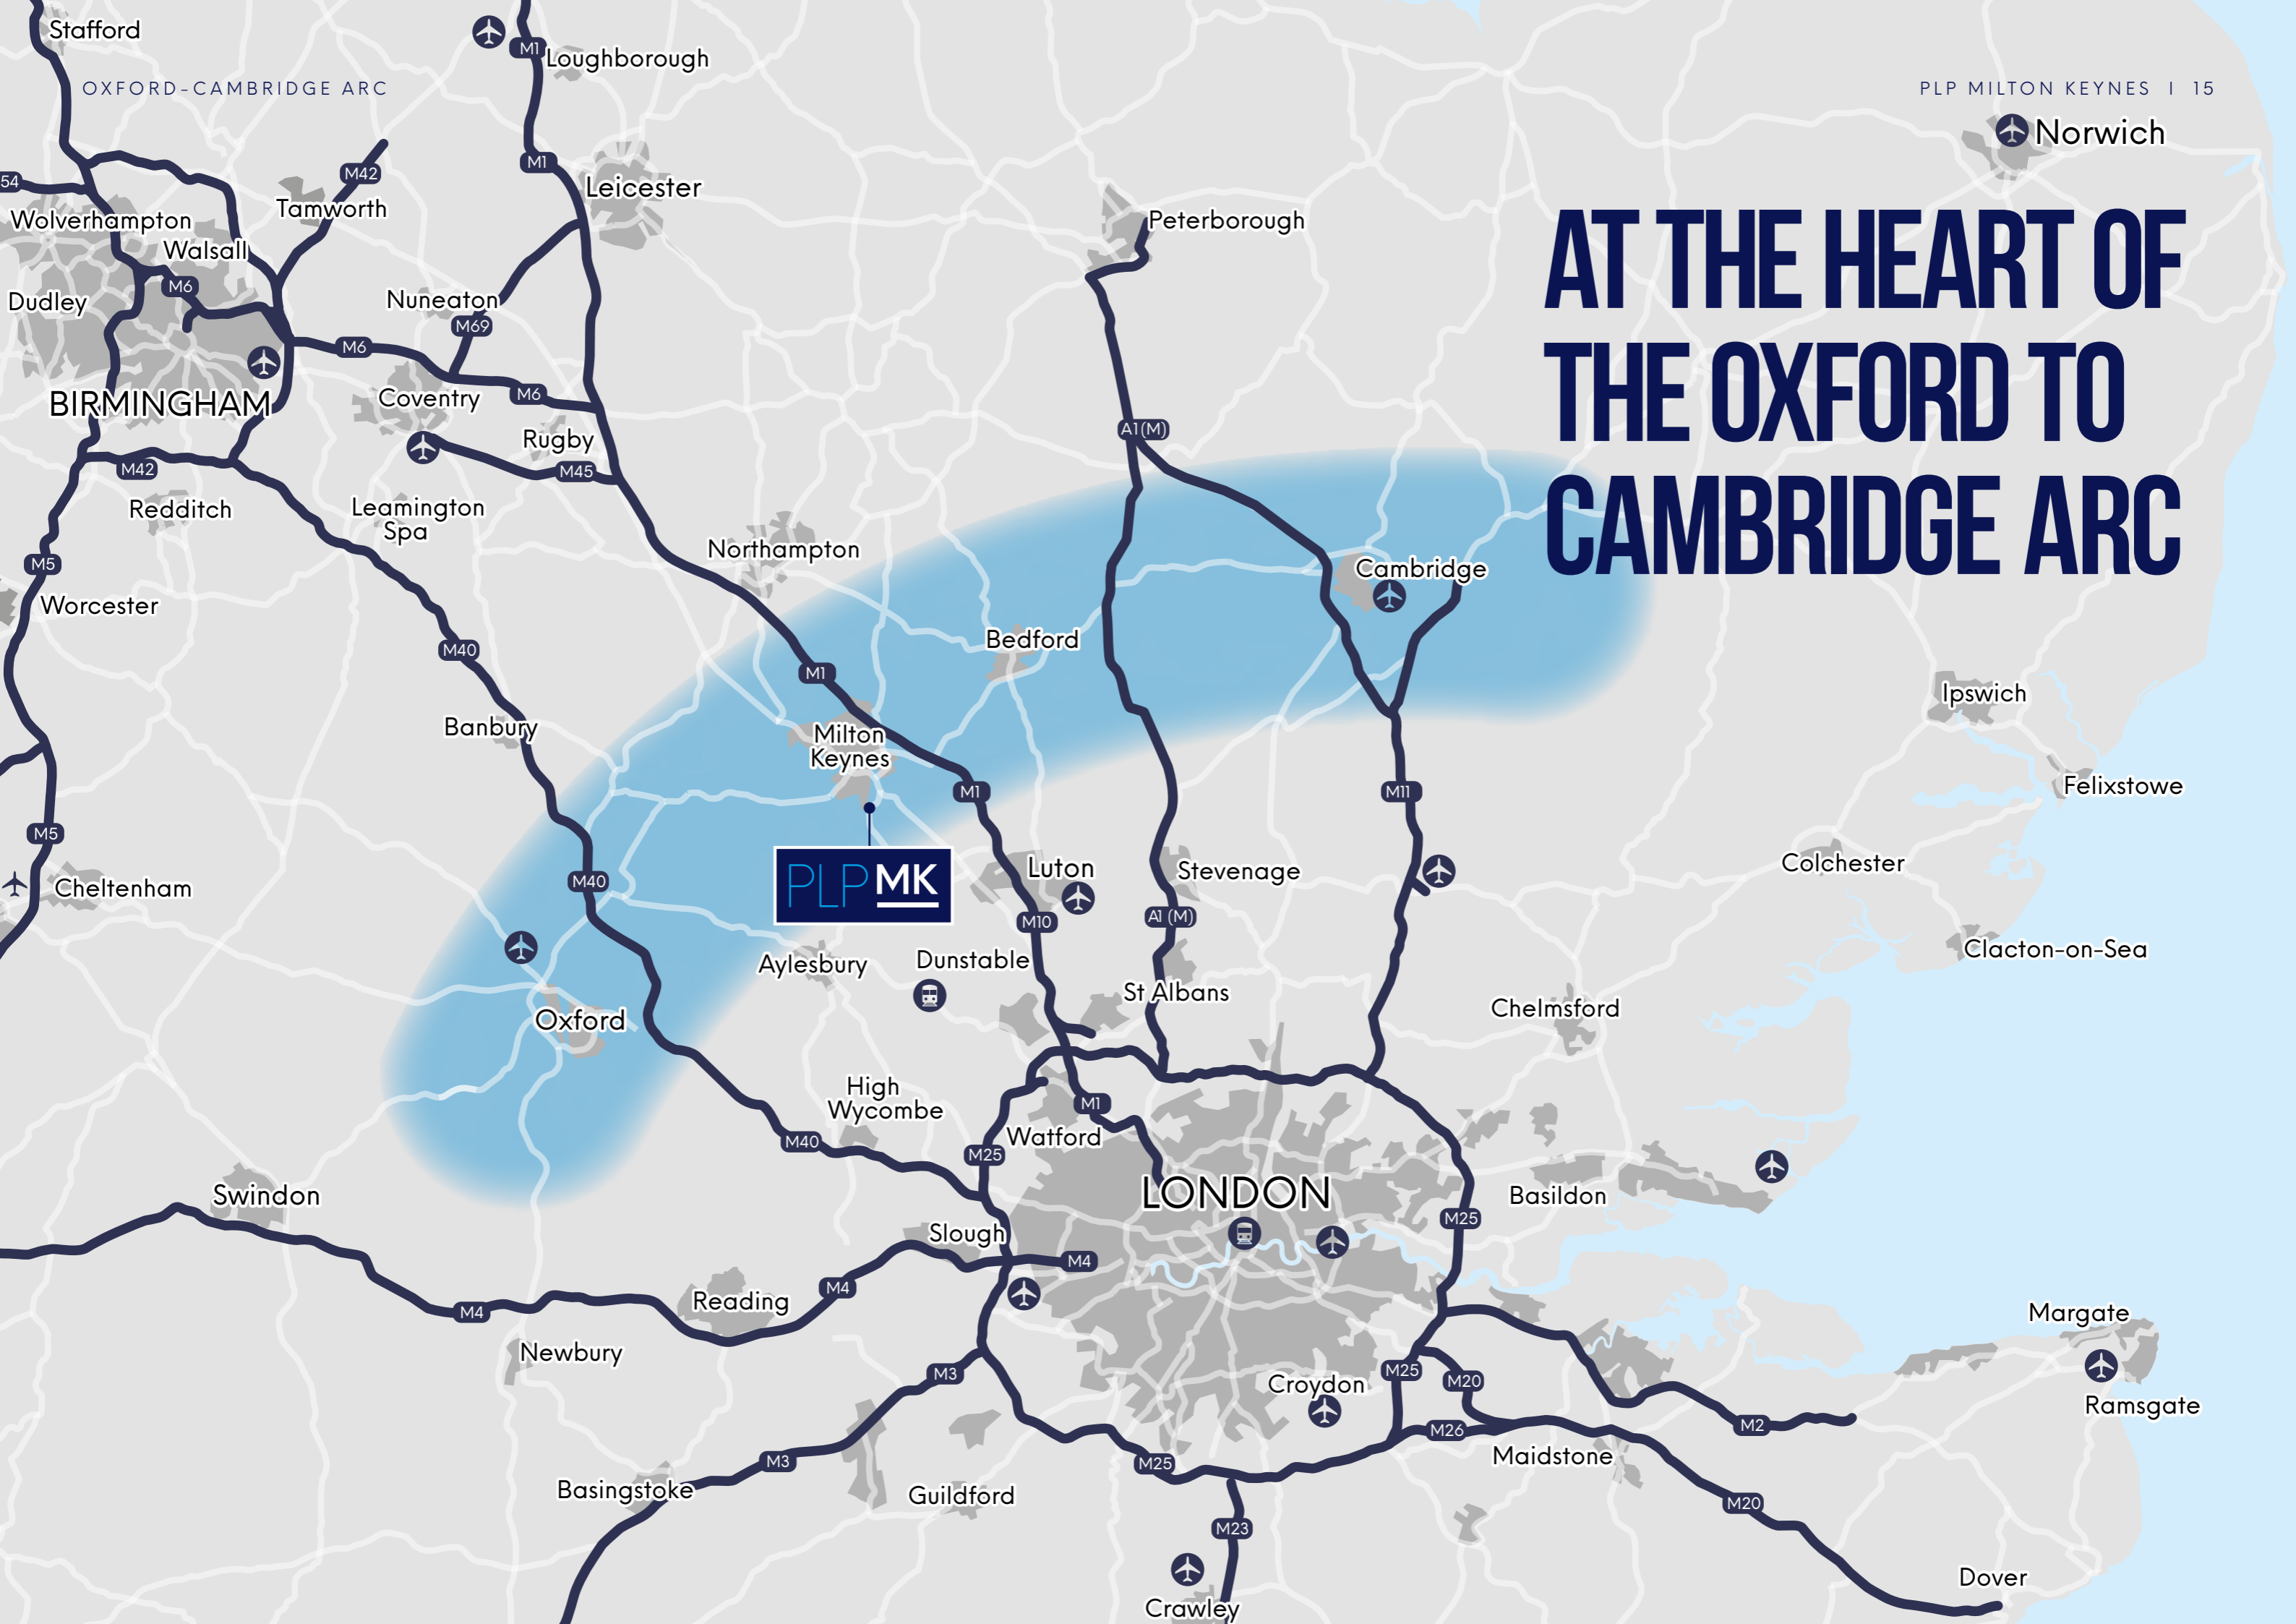 Stafford
M1
Loughborough
OXFORD-CAMBRIDGE ARC
PLP MILTON KEYNES I 15
Norwich
AT THE HEART OF
THE OXFORD TO
CAMBRIDGE ARC
M1
M42
54
Leicester
Tamworth
Wolverhampton
Peterborough
Walsall
M6
Dudley
Nuneaton
M69
M6
M6
BIRMINGHAM
Coventry
A1(M)
Rugby
M42
M45
Redditch
Leamington
Spa
Northampton
M5
Cambridge
Worcester
Bedford
M40
M1
Ipswich
Banbury
Milton
Keynes
Felixstowe
M1
M11
M5
Colchester
Luton
Stevenage
M40
PLP MK
Cheltenham
M10
A1 (M)
Clacton-on-Sea
Aylesbury
Dunstable
St Albans
Chelmsford
Oxford
High
Wycombe
M1
M40
Watford
M25
Swindon
LONDON
Basildon
M25
Slough
M4
M4
Reading
M4
Margate
Newbury
M3
M25
M20
Croydon
Ramsgate
M2
M26
Maidstone
M3
M25
Basingstoke
Guildford
M20
M23
Dover
Crawley